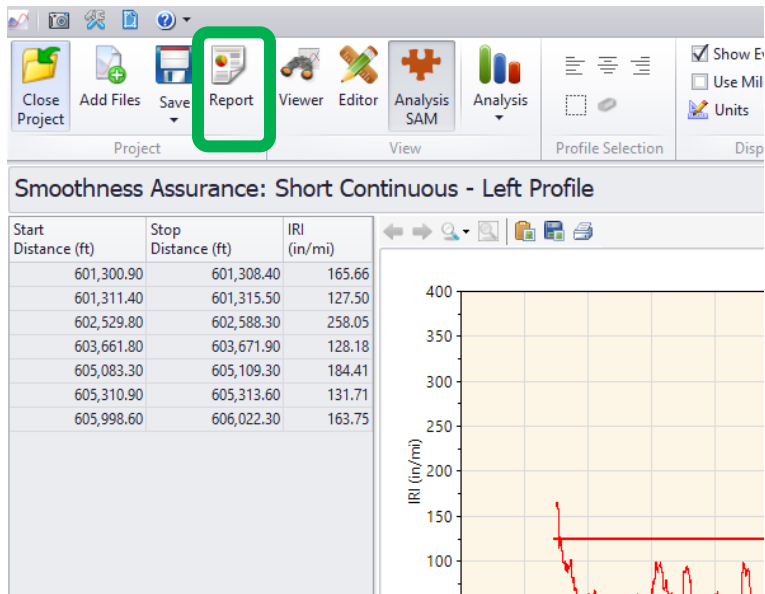 Close Project
Add Files
Save
Report
Viewer
Editor
Analysis SAM
Analysis
Show Ev
Use Mil
Units
Project
View
Profile Selection
Disp
Smoothness Assurance: Short Continuous - Left Profile
Start Distance (ft) Stop Distance (ft) IRI (in/mi)
601,300.90 601,308.40 165.66
601,311.40 601,315.50 127.50
602,529.80 602,588.30 258.05
603,661.80 603,671.90 128.18
605,083.30 605,109.30 184.41
605,310.90 605,313.60 131.71
605,998.60 606,022.30 163.75
400
350
300
250
200
150
100
IRI (in/mi)